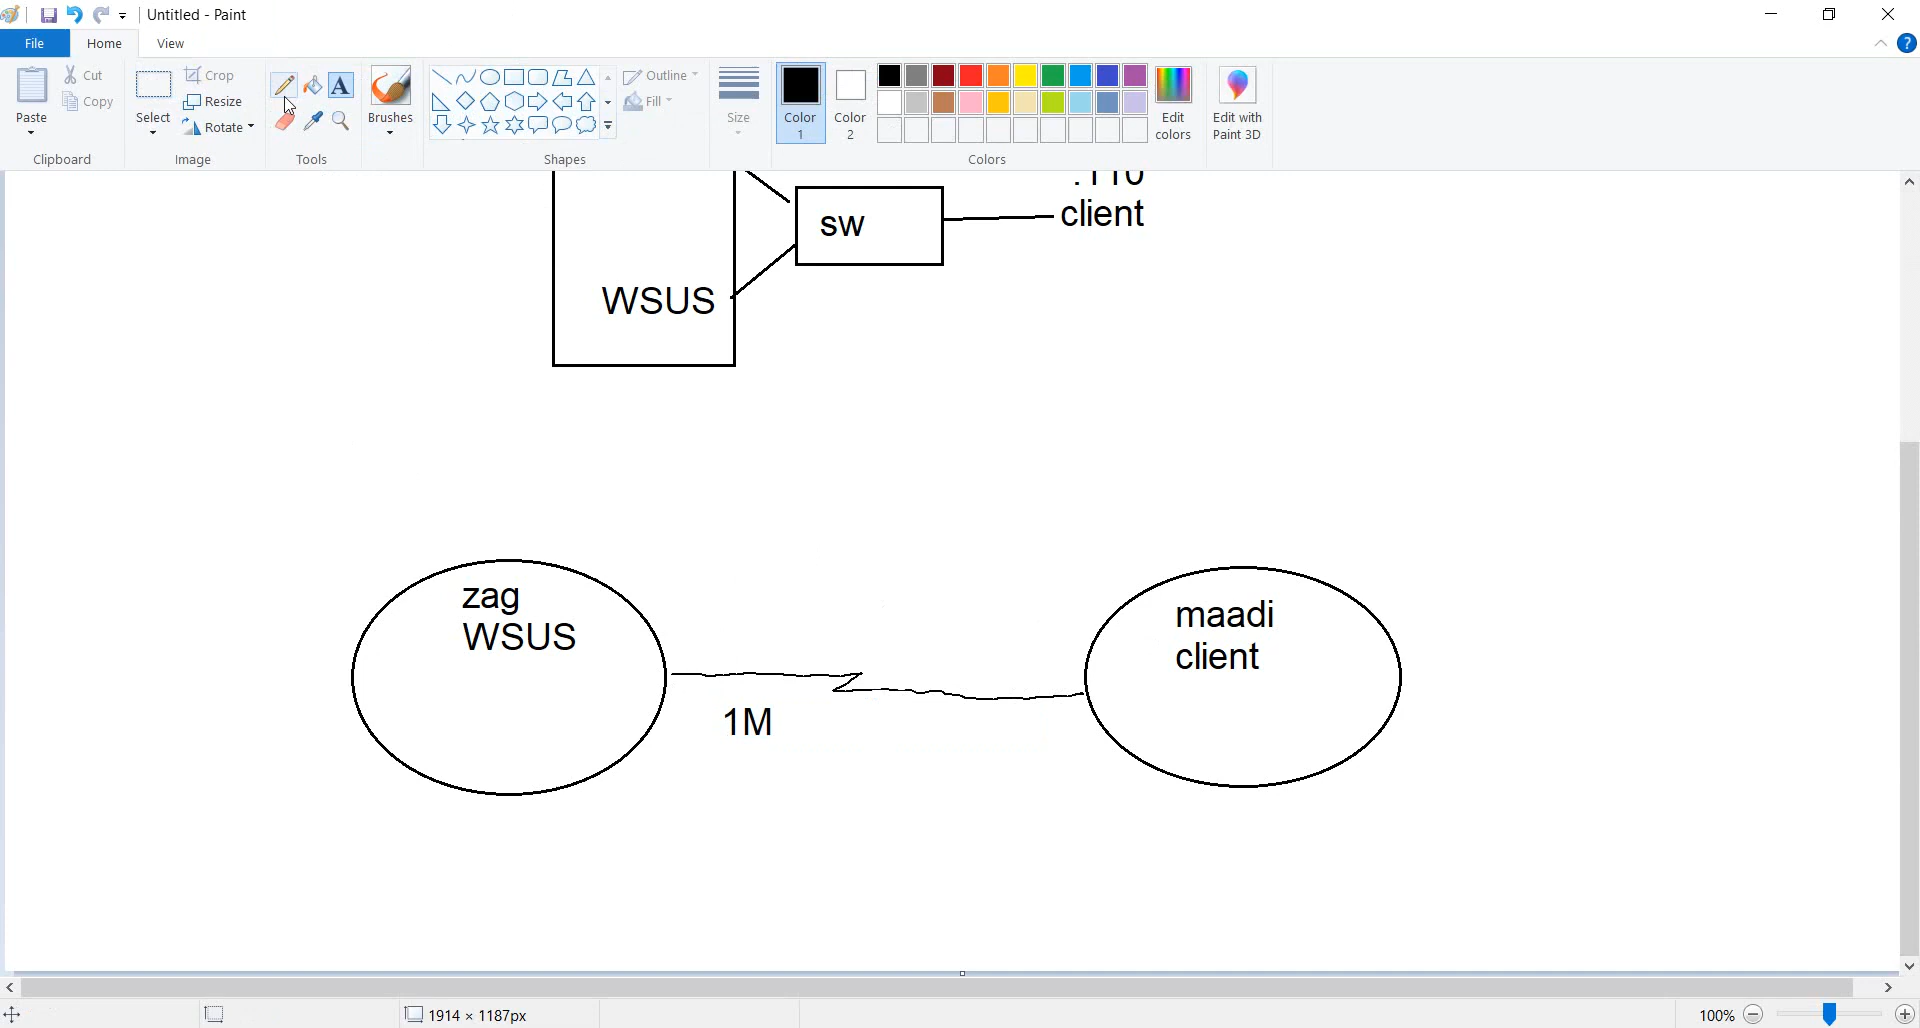 Untitled - Paint
File
Home
View
Paste
Cut
Copy
Clipboard
Select
Crop
Resize
Rotate
Image
A
Tools
Brushes
Outline
Fill
Shapes
Size
Color
1
Color
2
Edit
colors
Edit with
Paint 3D
Colors
?
.110
client
sw
WSUS
zag
WSUS
maadi
client
1M
1914 × 1187px
100%